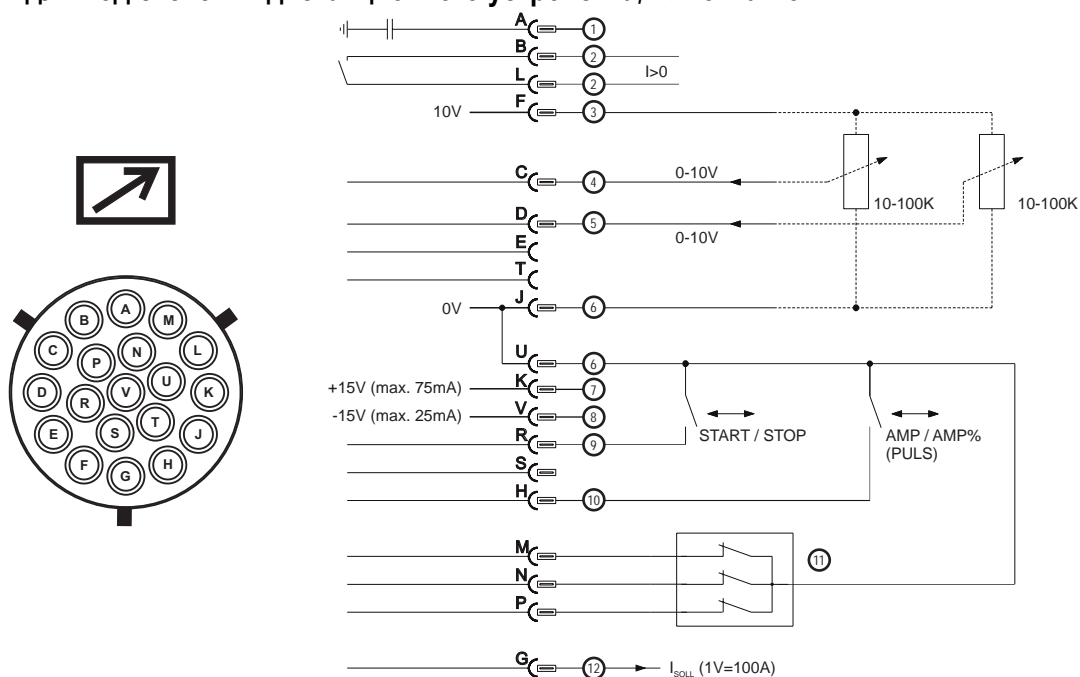 A 1
B 2
I>0
L 2
10V F 3
C 4 0-10V
10-100K 10-100K
D 5
0-10V
E
T
0V J 6
U 6
+15V (max. 75mA) K 7
-15V (max. 25mA) V 8
START / STOP AMP / AMP%
(PULS)
R 9
S
H 10
M
11
N
P
G 12 I_SOLL (1V=100A)
A
B M
C P N L
D R V U K
E S T J
F G H